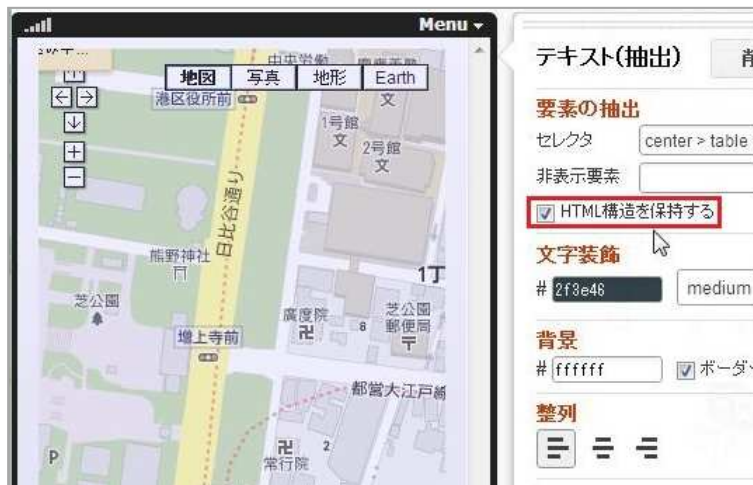 Menu
地図 写真 地形 Earth
港区役所前
文
1号館
文
2号館
文
日比谷通り
熊野神社
1丁
芝公園
廣度院
卍
8
芝公園
郵便局
増上寺前
都営大江戸線
卍
2
常行院
P
テキスト(抽出)
要素の抽出
セレクタ center > table
非表示要素
HTML構造を保持する
文字装飾
# 2f3e46 medium
背景
# ffffff ボーダ
整列